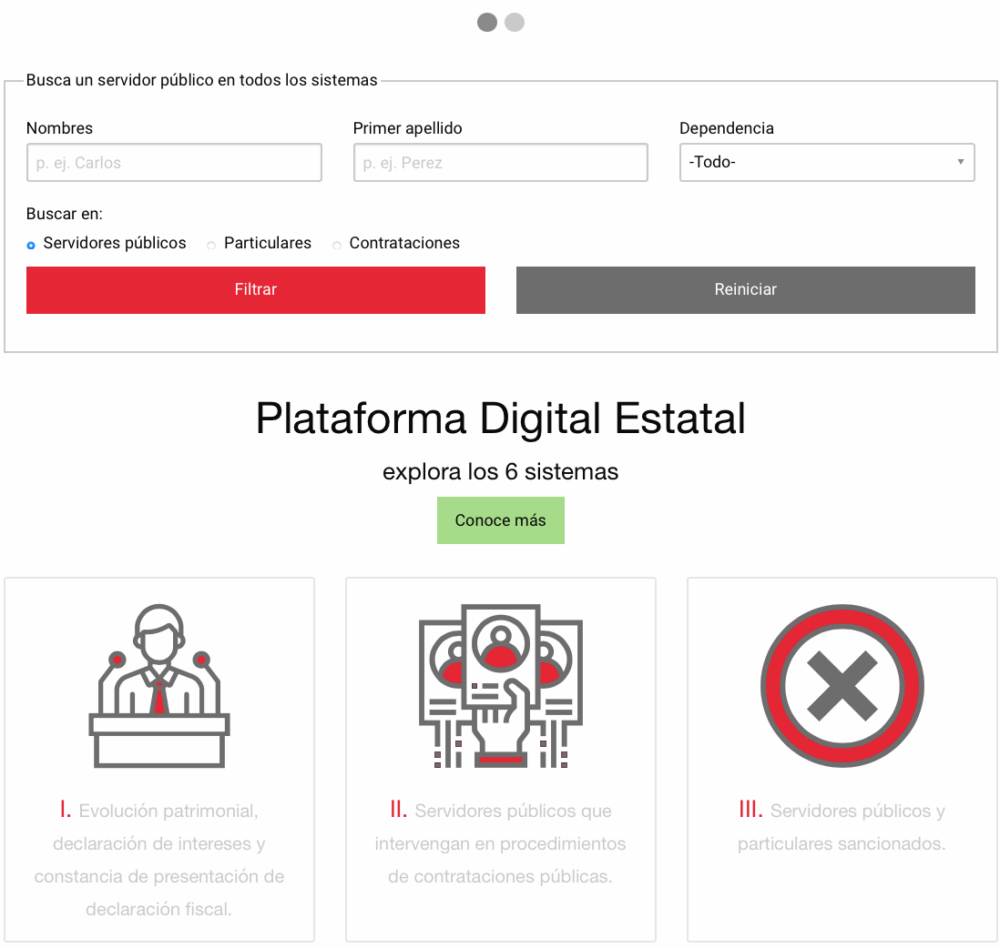 Busca un servidor público en todos los sistemas
Nombres Primer apellido Dependencia
p. ej. Carlos p. ej. Perez -Todo-
Buscar en:
Servidores públicos Particulares Contrataciones
Filtrar Reiniciar
Plataforma Digital Estatal
explora los 6 sistemas
Conoce más
I. Evolución patrimonial,
declaración de intereses y
constancia de presentación de
declaración fiscal.
II. Servidores públicos que
intervengan en procedimientos
de contrataciones públicas.
III. Servidores públicos y
particulares sancionados.